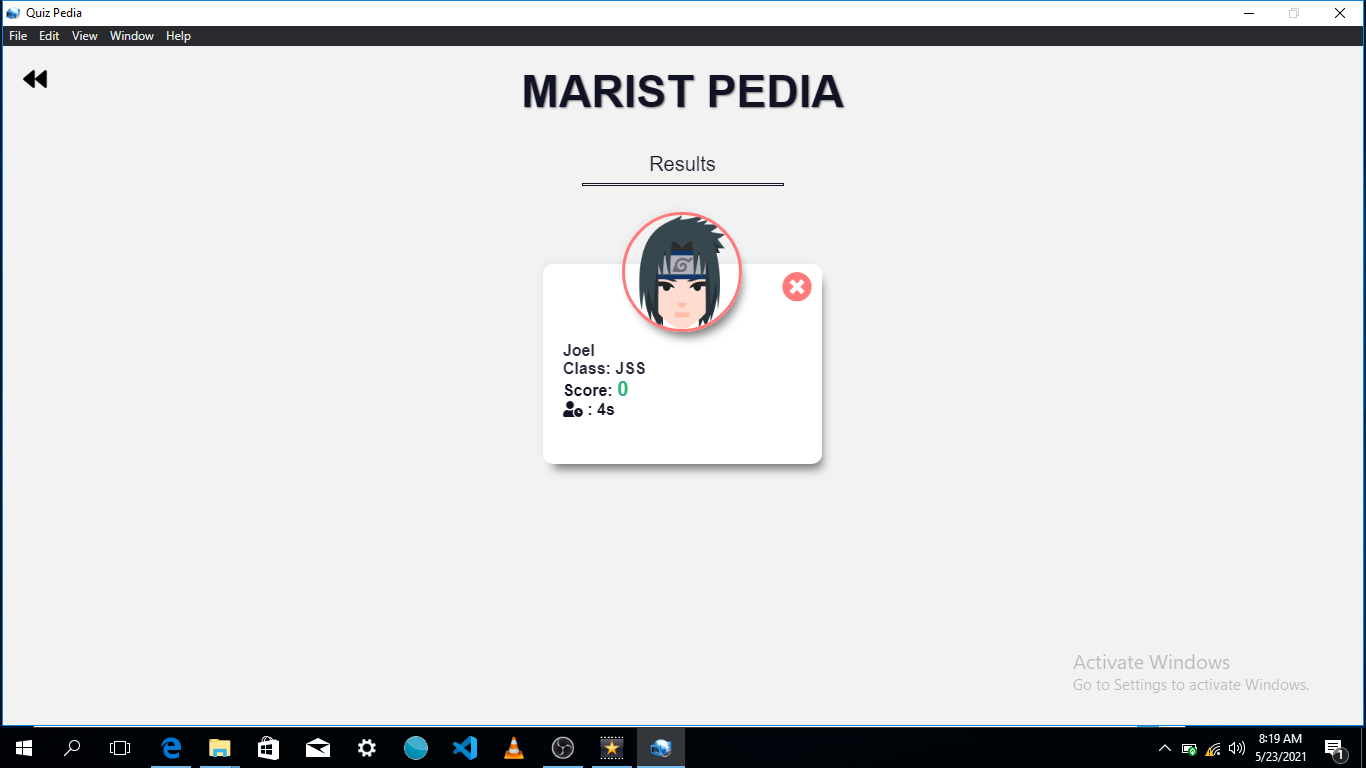 Quiz Pedia
File Edit View Window Help
MARIST PEDIA
Results
Joel
Class: JSS
Score: 0
: 4s
Activate Windows
Go to Settings to activate Windows.
8:19 AM
5/23/2021
1